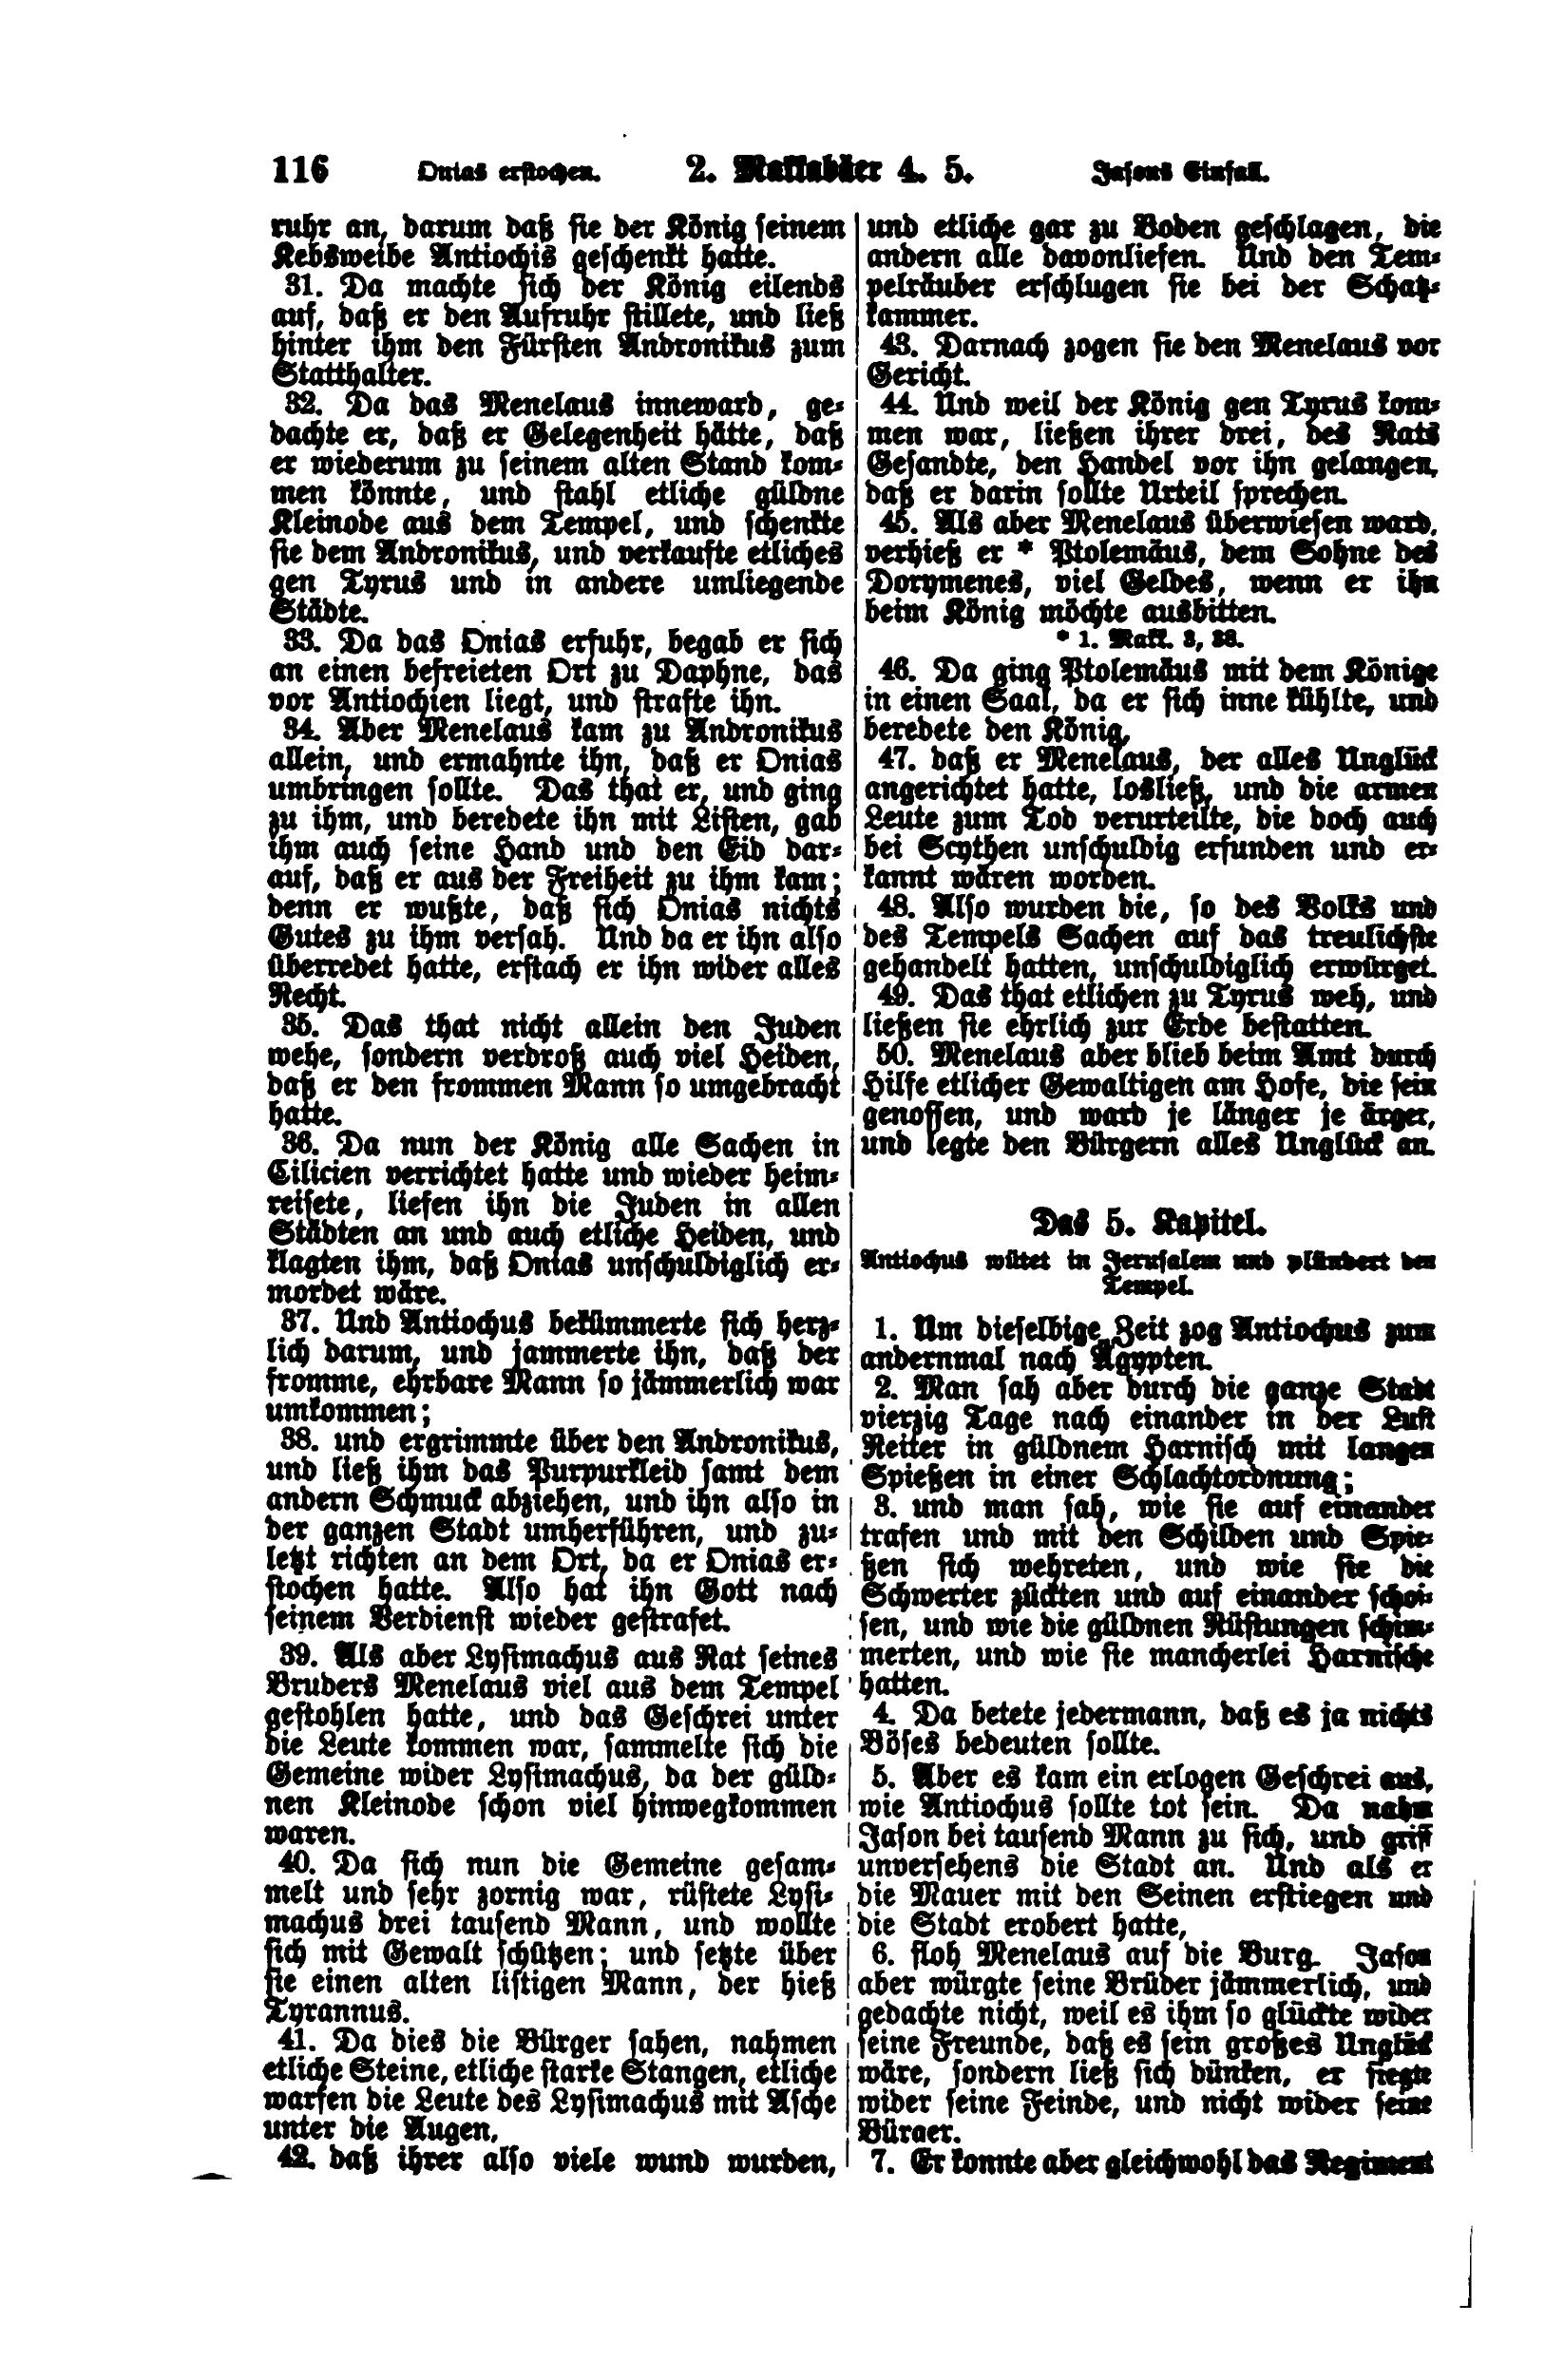 116 Onias erstochen. 2. Makkabäer 4. 5. Jasons Einfall.
ruhr an, darum daß sie der König seinem
Kebsweibe Antiochis geschenkt hatte.
31. Da machte sich der König eilends
auf, daß er den Aufruhr stillete, und ließ
hinter ihm den Fürsten Andronikus zum
Statthalter.
32. Da das Menelaus inneward, ge-
dachte er, daß er Gelegenheit hätte, daß
er wiederum zu seinem alten Stand kom-
men könnte, und stahl etliche güldne
Kleinode aus dem Tempel, und schenkte
sie dem Andronikus, und verkaufte etliches
gen Tyrus und in andere umliegende
Städte.
33. Da das Onias erfuhr, begab er sich
an einen befreieten Ort zu Daphne, das
vor Antiochien liegt, und strafte ihn.
34. Aber Menelaus kam zu Andronikus
allein, und ermahnte ihn, daß er Onias
umbringen sollte. Das that er, und ging
zu ihm, und beredete ihn mit Listen, gab
ihm auch seine Hand und den Eid dar-
auf, daß er aus der Freiheit zu ihm kam;
denn er wußte, daß sich Onias nichts
Gutes zu ihm versah. Und da er ihn also
überredet hatte, erstach er ihn wider alles
Recht.
35. Das that nicht allein den Juden
wehe, sondern verdroß auch viel Heiden,
daß er den frommen Mann so umgebracht
hatte.
36. Da nun der König alle Sachen in
Cilicien verrichtet hatte und wieder heim-
reisete, liefen ihn die Juden in allen
Städten an und auch etliche Heiden, und
klagten ihm, daß Onias unschuldiglich er-
mordet wäre.
37. Und Antiochus bekümmerte sich herz-
lich darum, und jammerte ihn, daß der
fromme, ehrbare Mann so jämmerlich war
umkommen;
38. und ergrimmte über den Andronikus,
und ließ ihm das Purpurkleid samt dem
andern Schmuck abziehen, und ihn also in
der ganzen Stadt umherführen, und zu-
letzt richten an dem Ort, da er Onias er-
stochen hatte. Also hat ihn Gott nach
seinem Verdienst wieder gestrafet.
39. Als aber Lysimachus aus Rat seines
Bruders Menelaus viel aus dem Tempel
gestohlen hatte, und das Geschrei unter
die Leute kommen war, sammelte sich die
Gemeine wider Lysimachus, da der güld-
nen Kleinode schon viel hinwegkommen
waren.
40. Da sich nun die Gemeine gesam-
melt und sehr zornig war, rüstete Lysi-
machus drei tausend Mann, und wollte
sich mit Gewalt schützen; und setzte über
sie einen alten listigen Mann, der hieß
Tyrannus.
41. Da dies die Bürger sahen, nahmen
etliche Steine, etliche starke Stangen, etliche
warfen die Leute des Lysimachus mit Asche
unter die Augen,
42. daß ihrer also viele wund wurden,
und etliche gar zu Boden geschlagen, die
andern alle davonliefen. Und den Tem-
pelräuber erschlugen sie bei der Schatz-
kammer.
43. Darnach zogen sie den Menelaus vor
Gericht.
44. Und weil der König gen Tyrus kom-
men war, ließen ihrer drei, des Rats
Gesandte, den Handel vor ihn gelangen,
daß er darin sollte Urteil sprechen.
45. Als aber Menelaus überwiesen ward,
verhieß er * Ptolemäus, dem Sohne des
Dorymenes, viel Geldes, wenn er ihn
beim König möchte ausbitten.
* 1. Makk. 3, 38.
46. Da ging Ptolemäus mit dem Könige
in einen Saal, da er sich inne kühlte, und
beredete den König,
47. daß er Menelaus, der alles Unglück
angerichtet hatte, losließ, und die armen
Leute zum Tod verurteilte, die doch auch
bei Scythen unschuldig erfunden und er-
kannt wären worden.
48. Also wurden die, so des Volks und
des Tempels Sachen auf das treulichste
gehandelt hatten, unschuldiglich erwürget.
49. Das that etlichen zu Tyrus weh, und
ließen sie ehrlich zur Erde bestatten.
50. Menelaus aber blieb beim Amt durch
Hilfe etlicher Gewaltigen am Hofe, die sein
genossen, und ward je länger je ärger,
und legte den Bürgern alles Unglück an.
Das 5. Kapitel.
Antiochus wütet in Jerusalem und plündert den
Tempel.
1. Um dieselbige Zeit zog Antiochus zum
andernmal nach Ägypten.
2. Man sah aber durch die ganze Stadt
vierzig Tage nach einander in der Luft
Reiter in güldnem Harnisch mit langen
Spießen in einer Schlachtordnung;
3. und man sah, wie sie auf einander
trafen und mit den Schilden und Spie-
ßen sich wehreten, und wie sie die
Schwerter zückten und auf einander schos-
sen, und wie die güldnen Rüstungen schim-
merten, und wie sie mancherlei Harnische
hatten.
4. Da betete jedermann, daß es ja nichts
Böses bedeuten sollte.
5. Aber es kam ein erlogen Geschrei aus,
wie Antiochus sollte tot sein. Da nahm
Jason bei tausend Mann zu sich, und griff
unversehens die Stadt an. Und als er
die Mauer mit den Seinen erstiegen und
die Stadt erobert hatte,
6. floh Menelaus auf die Burg. Jason
aber würgte seine Brüder jämmerlich, und
gedachte nicht, weil es ihm so glückte wider
seine Freunde, daß es sein großes Unglück
wäre, sondern ließ sich dünken, er siegte
wider seine Feinde, und nicht wider seine
Bürger.
7. Er konnte aber gleichwohl das Regiment